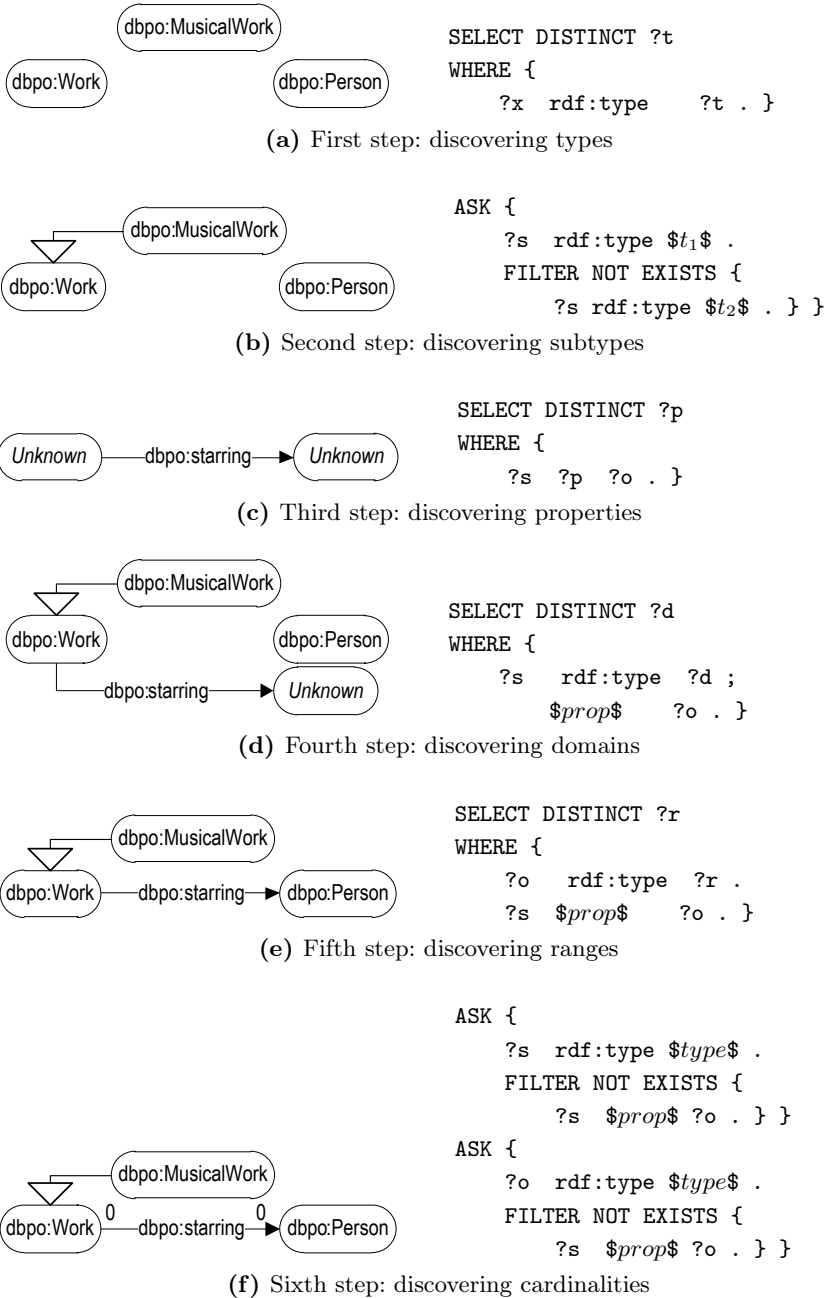 dbpo:MusicalWork
dbpo:Work
dbpo:Person
SELECT DISTINCT ?t
WHERE {
?x rdf:type ?t . }
(a) First step: discovering types
dbpo:MusicalWork
dbpo:Work
dbpo:Person
ASK {
?s rdf:type $t₁$ .
FILTER NOT EXISTS {
?s rdf:type $t₂$ . } }
(b) Second step: discovering subtypes
Unknown
dbpo:starring
Unknown
SELECT DISTINCT ?p
WHERE {
?s ?p ?o . }
(c) Third step: discovering properties
dbpo:MusicalWork
dbpo:Work
dbpo:Person
dbpo:starring
Unknown
SELECT DISTINCT ?d
WHERE {
?s rdf:type ?d ;
$prop$ ?o . }
(d) Fourth step: discovering domains
dbpo:MusicalWork
dbpo:Work
dbpo:starring
dbpo:Person
SELECT DISTINCT ?r
WHERE {
?o rdf:type ?r .
?s $prop$ ?o . }
(e) Fifth step: discovering ranges
dbpo:MusicalWork
dbpo:Work
0
dbpo:starring
0
dbpo:Person
ASK {
?s rdf:type $type$ .
FILTER NOT EXISTS {
?s $prop$ ?o . } }
ASK {
?o rdf:type $type$ .
FILTER NOT EXISTS {
?s $prop$ ?o . } }
(f) Sixth step: discovering cardinalities